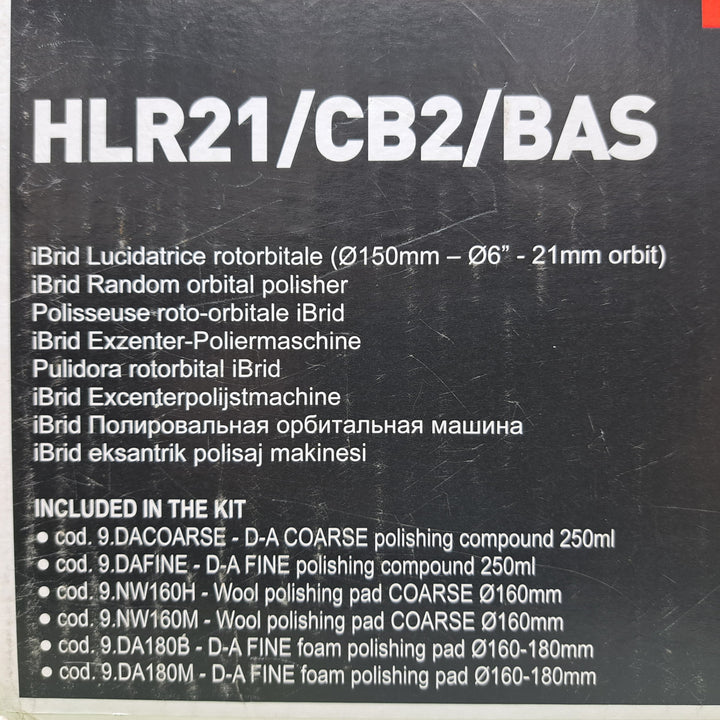 HLR21/CB2/BAS
iBrid Lucidatrice rotorbitale (Ø150mm – Ø6” - 21mm orbit)
iBrid Random orbital polisher
Polisseuse roto-orbitale iBrid
iBrid Exzenter-Poliermaschine
Pulidora rotorbital iBrid
iBrid Excenterpolijstmachine
iBrid Полировальная орбитальная машина
iBrid eksantrik polisaj makinesi
INCLUDED IN THE KIT
• cod. 9.DACOARSE - D-A COARSE polishing compound 250ml
• cod. 9.DAFINE - D-A FINE polishing compound 250ml
• cod. 9.NW160H - Wool polishing pad COARSE Ø160mm
• cod. 9.NW160M - Wool polishing pad COARSE Ø160mm
• cod. 9.DA180B - D-A FINE foam polishing pad Ø160-180mm
• cod. 9.DA180M - D-A FINE foam polishing pad Ø160-180mm